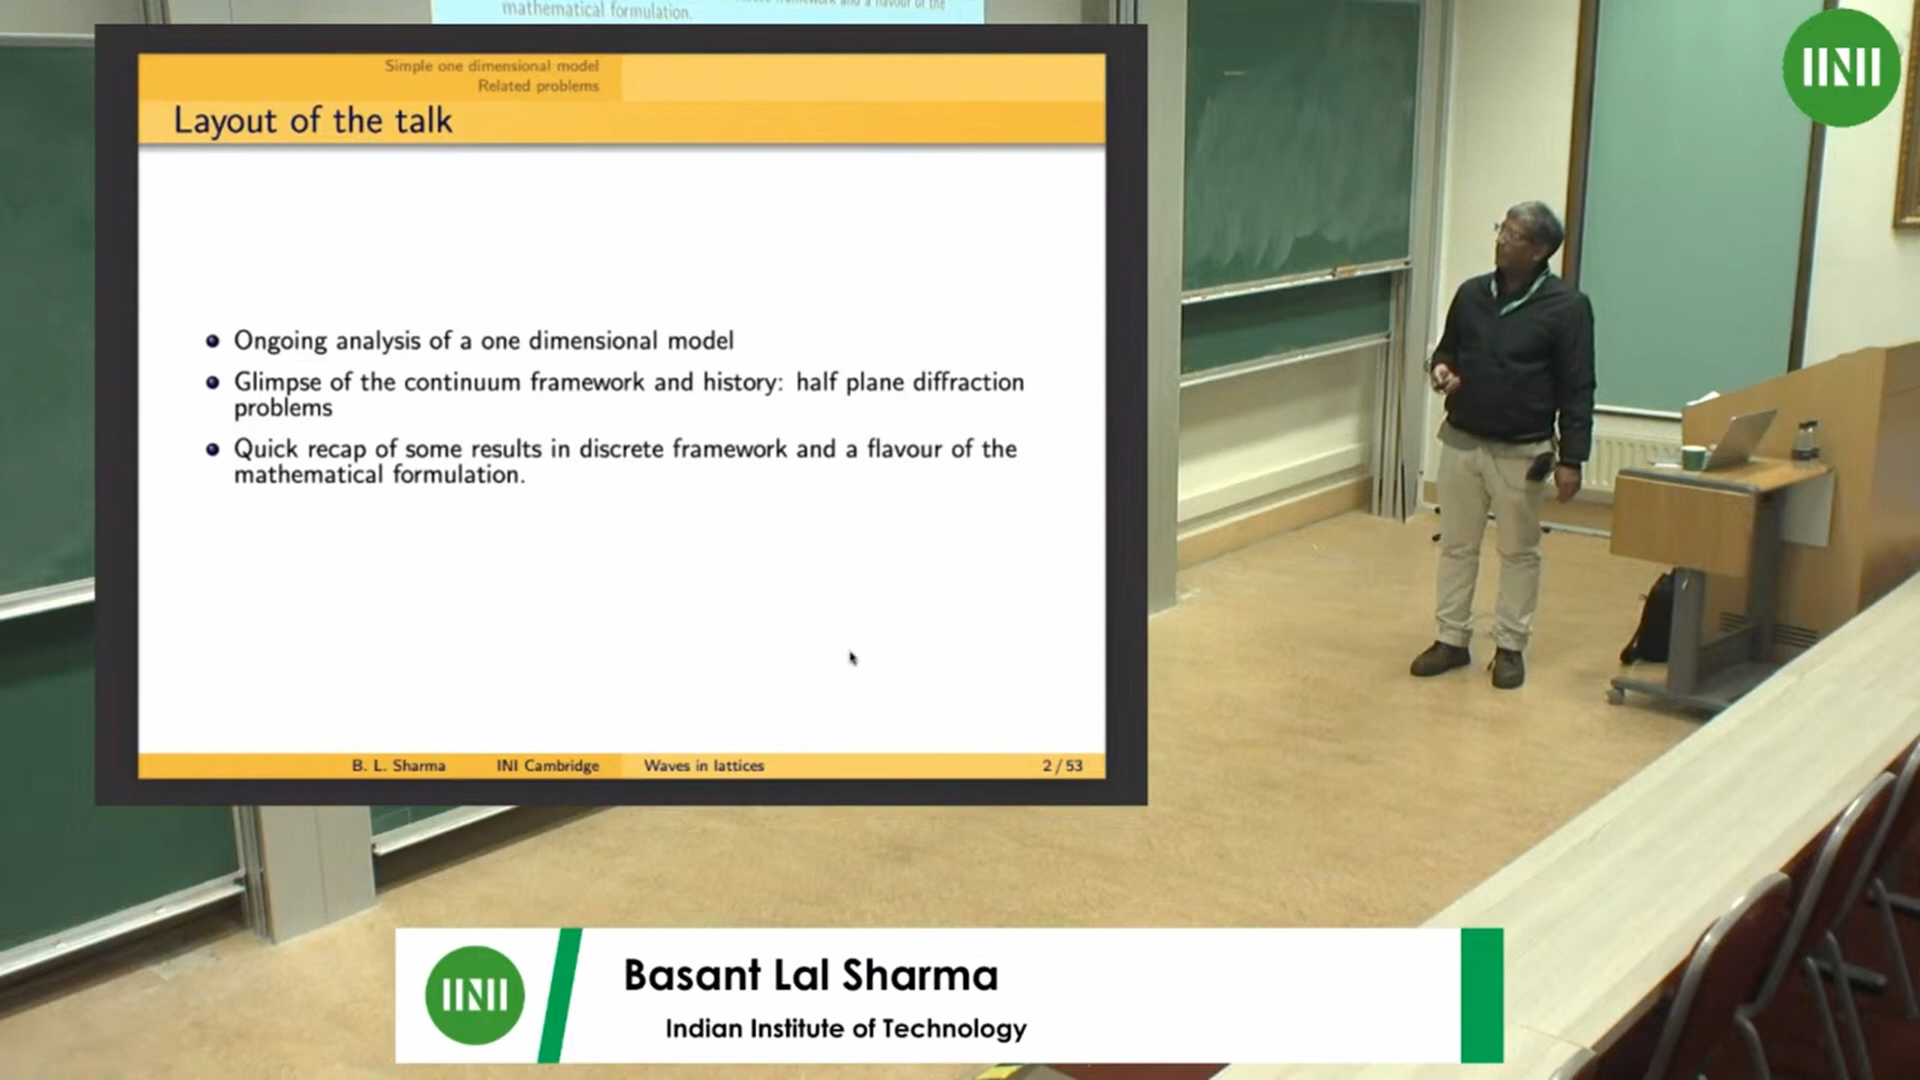 mathematical formulation.
Simple one dimensional model
Related problems
Layout of the talk
Ongoing analysis of a one dimensional model
Glimpse of the continuum framework and history: half plane diffraction
problems
Quick recap of some results in discrete framework and a flavour of the
mathematical formulation.
B. L. Sharma INI Cambridge Waves in lattices 2 / 53
INI
INI
Basant Lal Sharma
Indian Institute of Technology